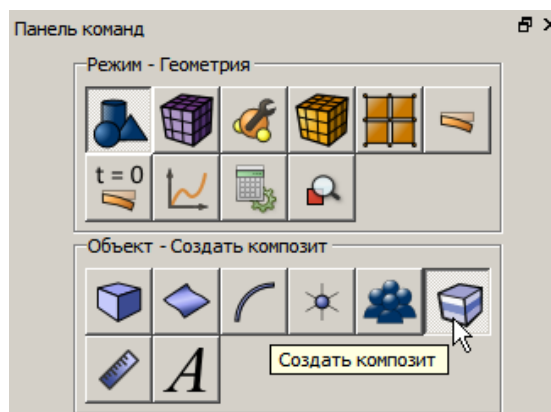 Панель команд
Режим - Геометрия
t = 0
Объект - Создать композит
A
Создать композит